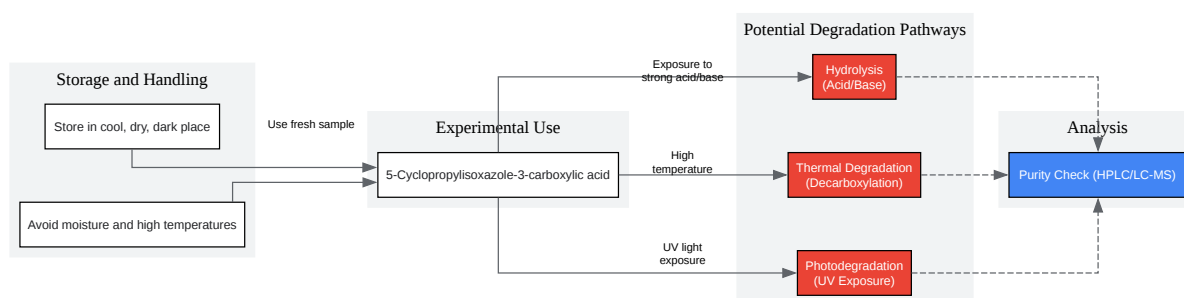 Storage and Handling
Store in cool, dry, dark place
Avoid moisture and high temperatures
Use fresh sample
Experimental Use
5-Cyclopropylisoxazole-3-carboxylic acid
Exposure to
strong acid/base
High
temperature
UV light
exposure
Potential Degradation Pathways
Hydrolysis
(Acid/Base)
Thermal Degradation
(Decarboxylation)
Photodegradation
(UV Exposure)
Analysis
Purity Check (HPLC/LC-MS)